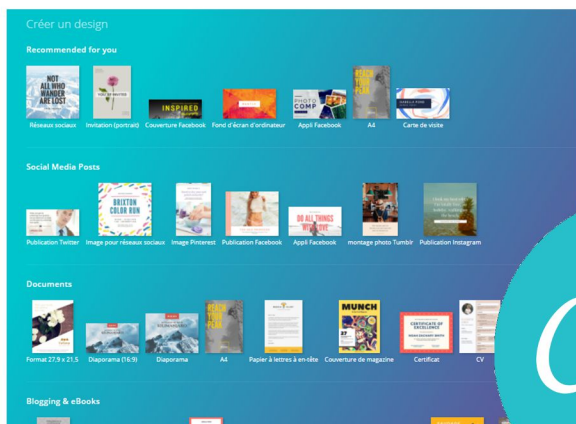 Créer un design
Recommended for you
NOT
ALL WHO
WANDER
ARE LOST
INSPIRED
PHOTO
COMP
REACH
YOUR
PLAN.
Réseaux sociaux Invitation (portrait) Couverture Facebook Fond d'écran d'ordinateur Appli Facebook A4 Carte de visite
Social Media Posts
BRIXTON
COLOR RUN
DO ALL THINGS
WITH LOVE
Publication Twitter Image pour réseaux sociaux Image Pinterest Publication Facebook Appli Facebook montage photo Tumblr Publication Instagram
Documents
REACH
YOUR
PLAN.
MUNCH
27
CERTIFICATE OF
EXCELLENCE
Format 27,9 x 21,5 Diaporama (16:9) Diaporama A4 Papier à lettres à en-tête Couverture de magazine Certificat CV
Blogging & eBooks